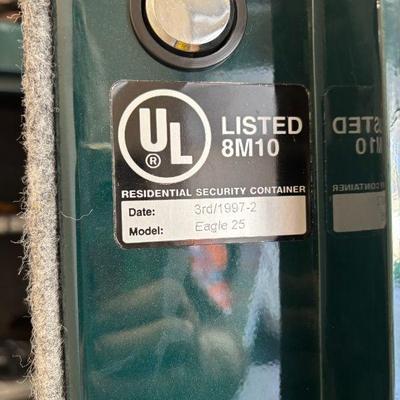 UL
®
LISTED
8M10
RESIDENTIAL SECURITY CONTAINER
Date: 3rd/1997-2
Model: Eagle 25